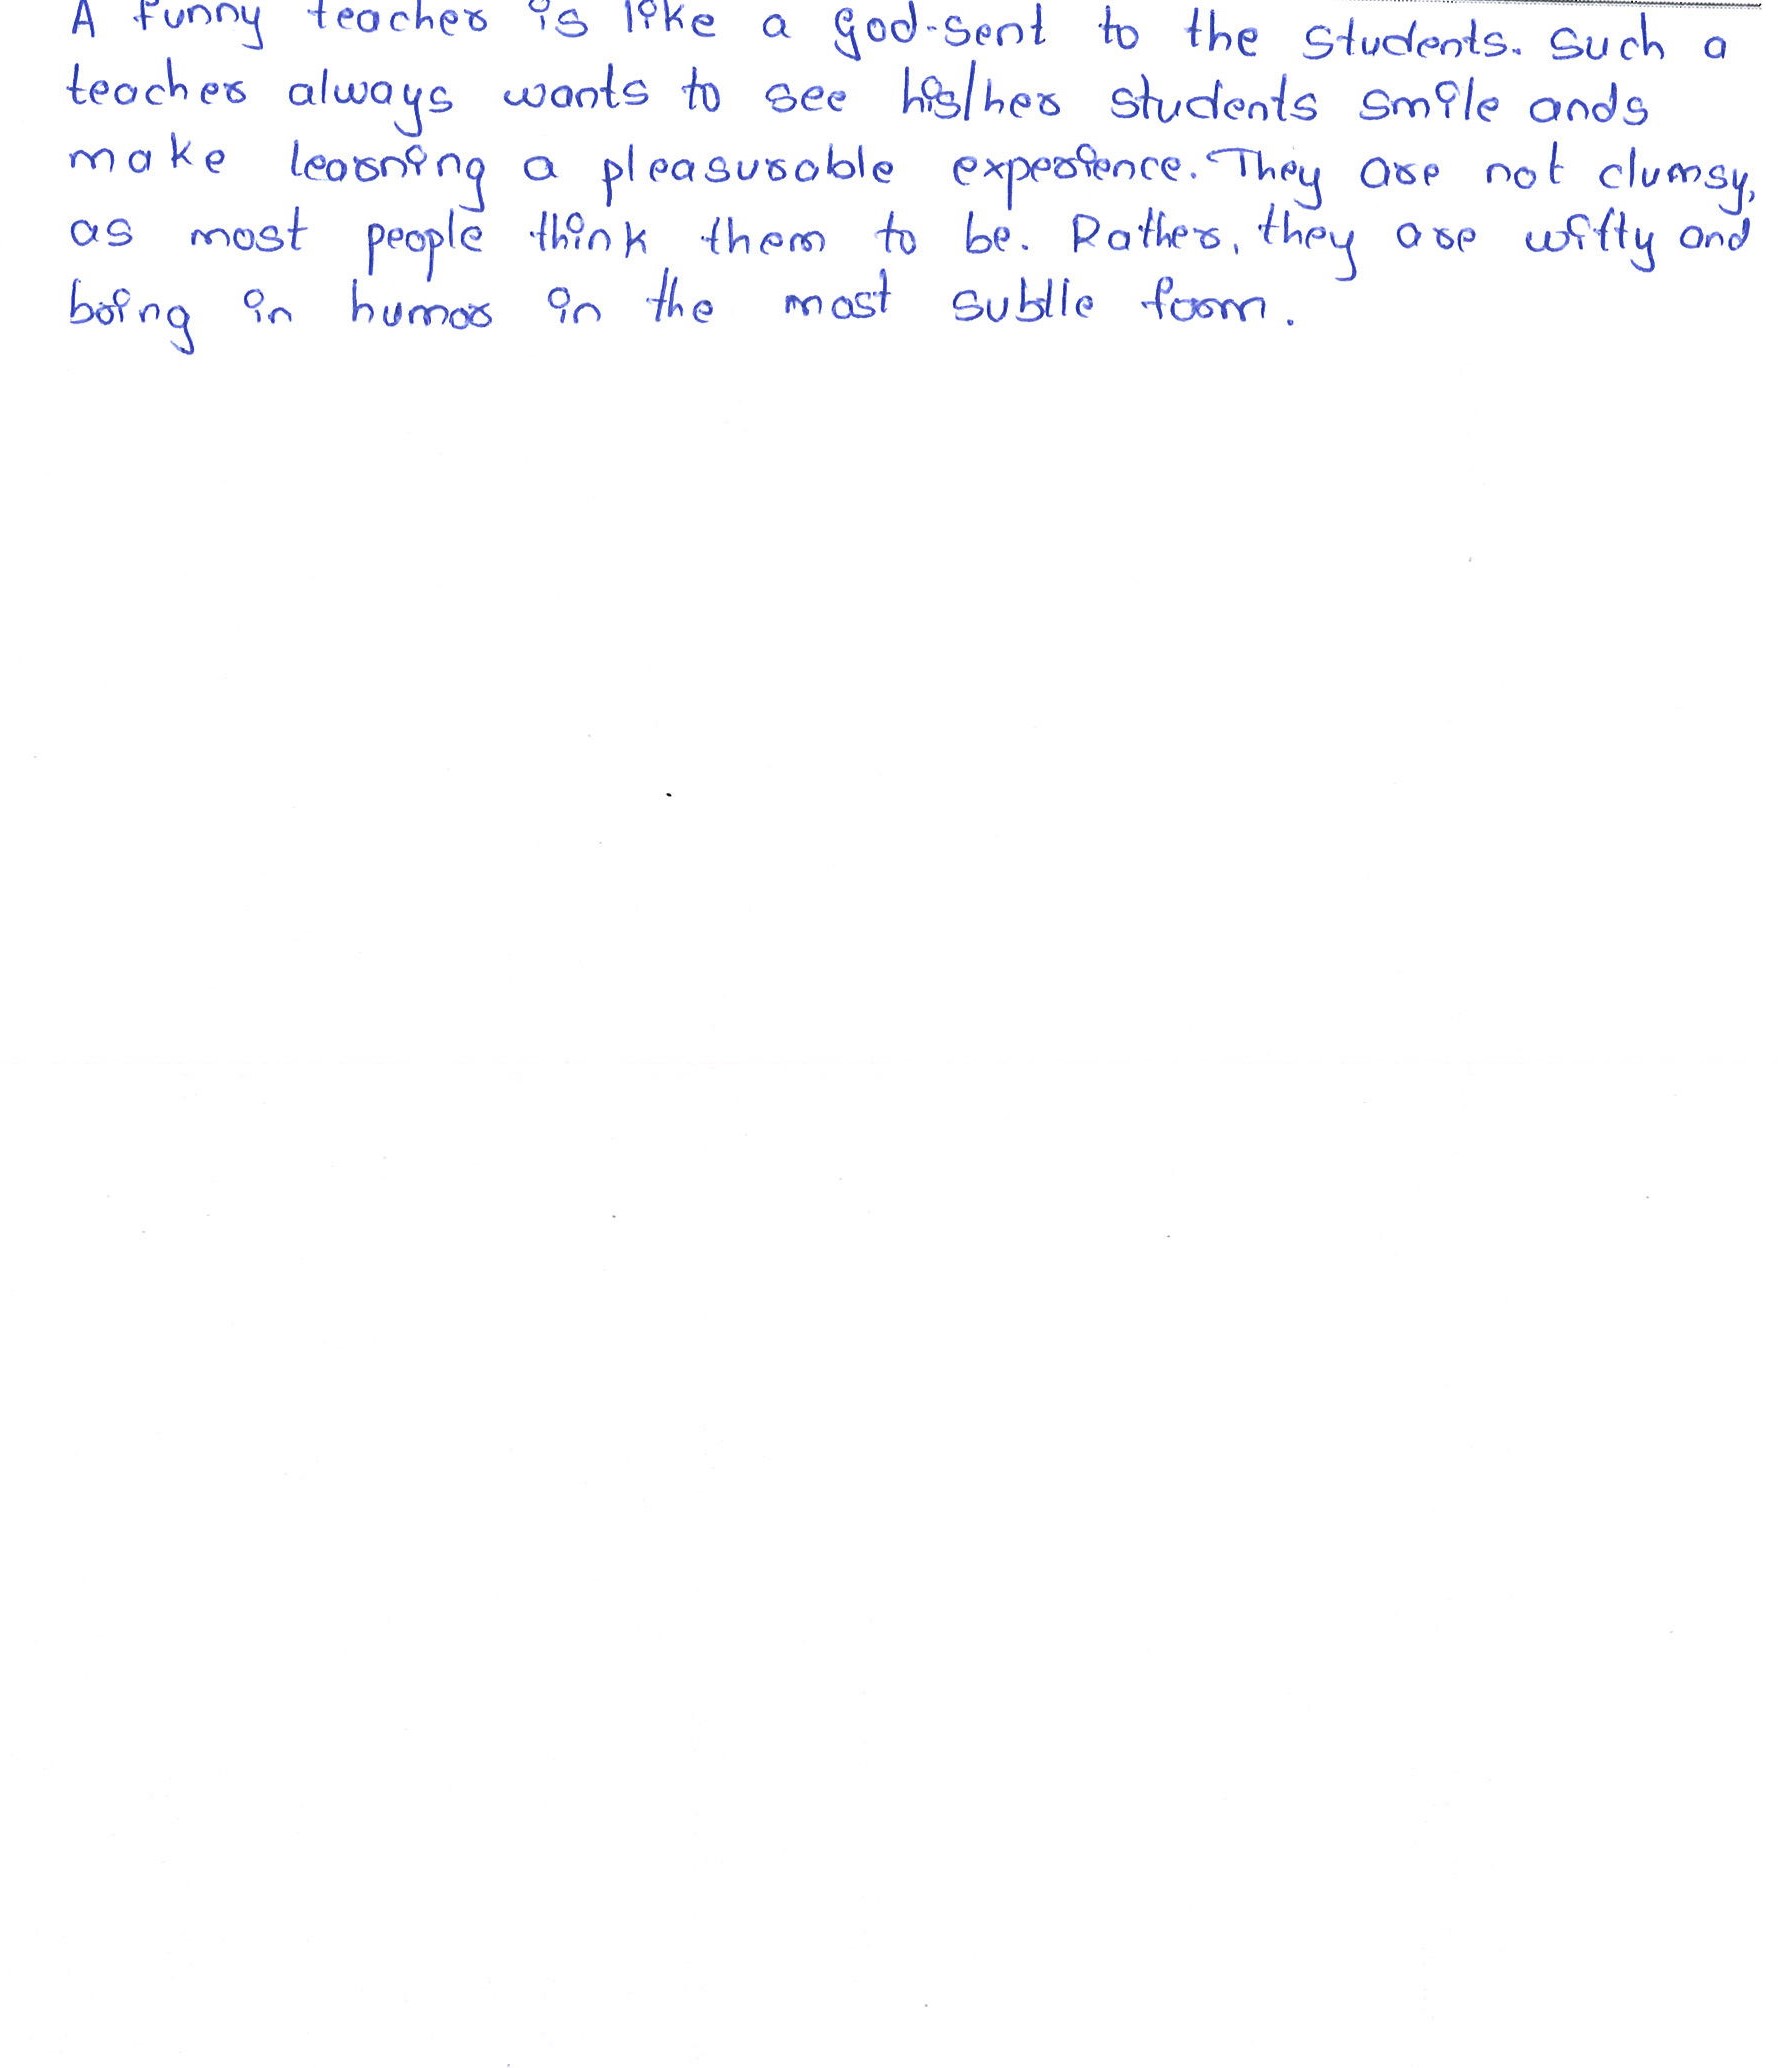 A funny teacher is like a god-sent to the students. Such a
teacher always wants to see his/her students smile ands
make learning a pleasurable experience. They are not clumsy,
as most people think them to be. Rather, they are witty and
bring in humor in the most subtle form.